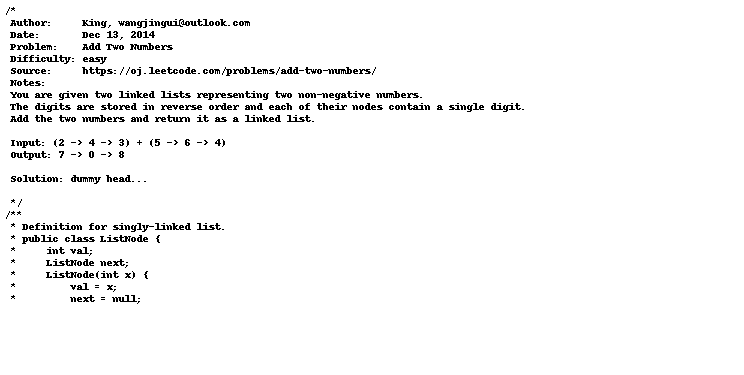 /*
 Author:     King, wangjingui@outlook.com
 Date:       Dec 13, 2014
 Problem:    Add Two Numbers
 Difficulty: easy
 Source:     https://oj.leetcode.com/problems/add-two-numbers/
 Notes:
 You are given two linked lists representing two non-negative numbers.
 The digits are stored in reverse order and each of their nodes contain a single digit.
 Add the two numbers and return it as a linked list.

 Input: (2 -> 4 -> 3) + (5 -> 6 -> 4)
 Output: 7 -> 0 -> 8

 Solution: dummy head...

 */
/**
 * Definition for singly-linked list.
 * public class ListNode {
 *     int val;
 *     ListNode next;
 *     ListNode(int x) {
 *         val = x;
 *         next = null;